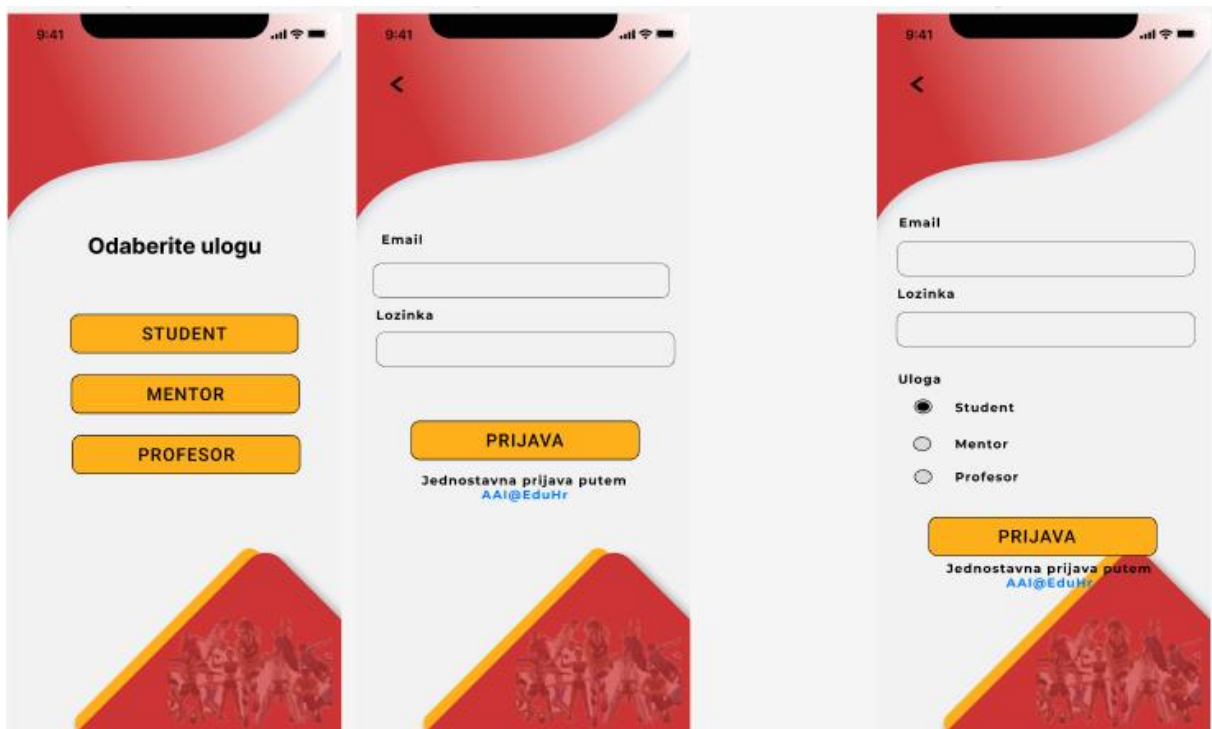 9:41
Odaberite ulogu
STUDENT
MENTOR
PROFESOR
9:41
Email
Lozinka
PRIJAVA
Jednostavna prijava putem
AAI@EduHr
9:41
Email
Lozinka
Uloga
Student
Mentor
Profesor
PRIJAVA
Jednostavna prijava putem
AAI@EduHr